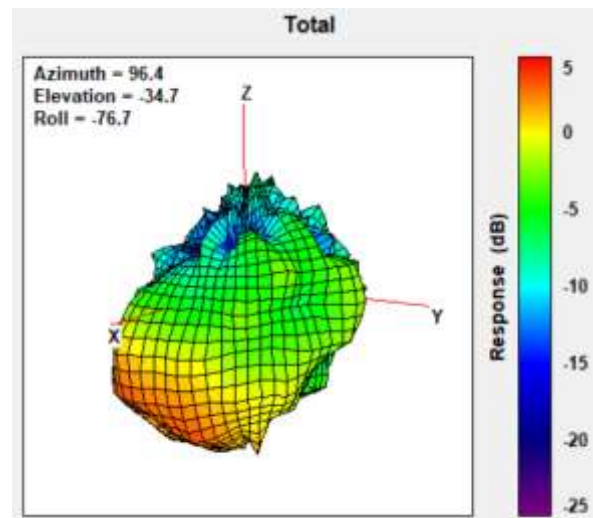 Total
Azimuth = 96.4
Elevation = -34.7
Roll = -76.7
Z
X
Y
Response (dB)
5
0
-5
-10
-15
-20
-25